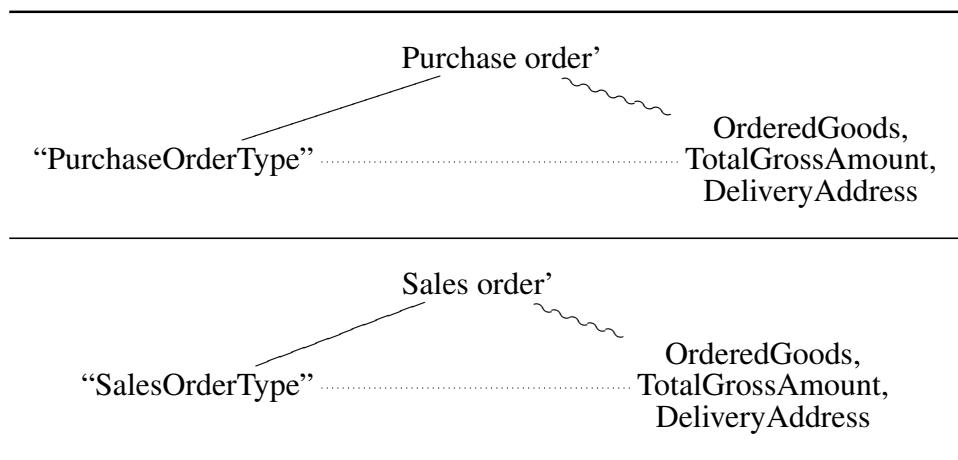 Purchase order’
OrderedGoods,
“PurchaseOrderType” TotalGrossAmount,
DeliveryAddress
Sales order’
OrderedGoods,
“SalesOrderType” TotalGrossAmount,
DeliveryAddress